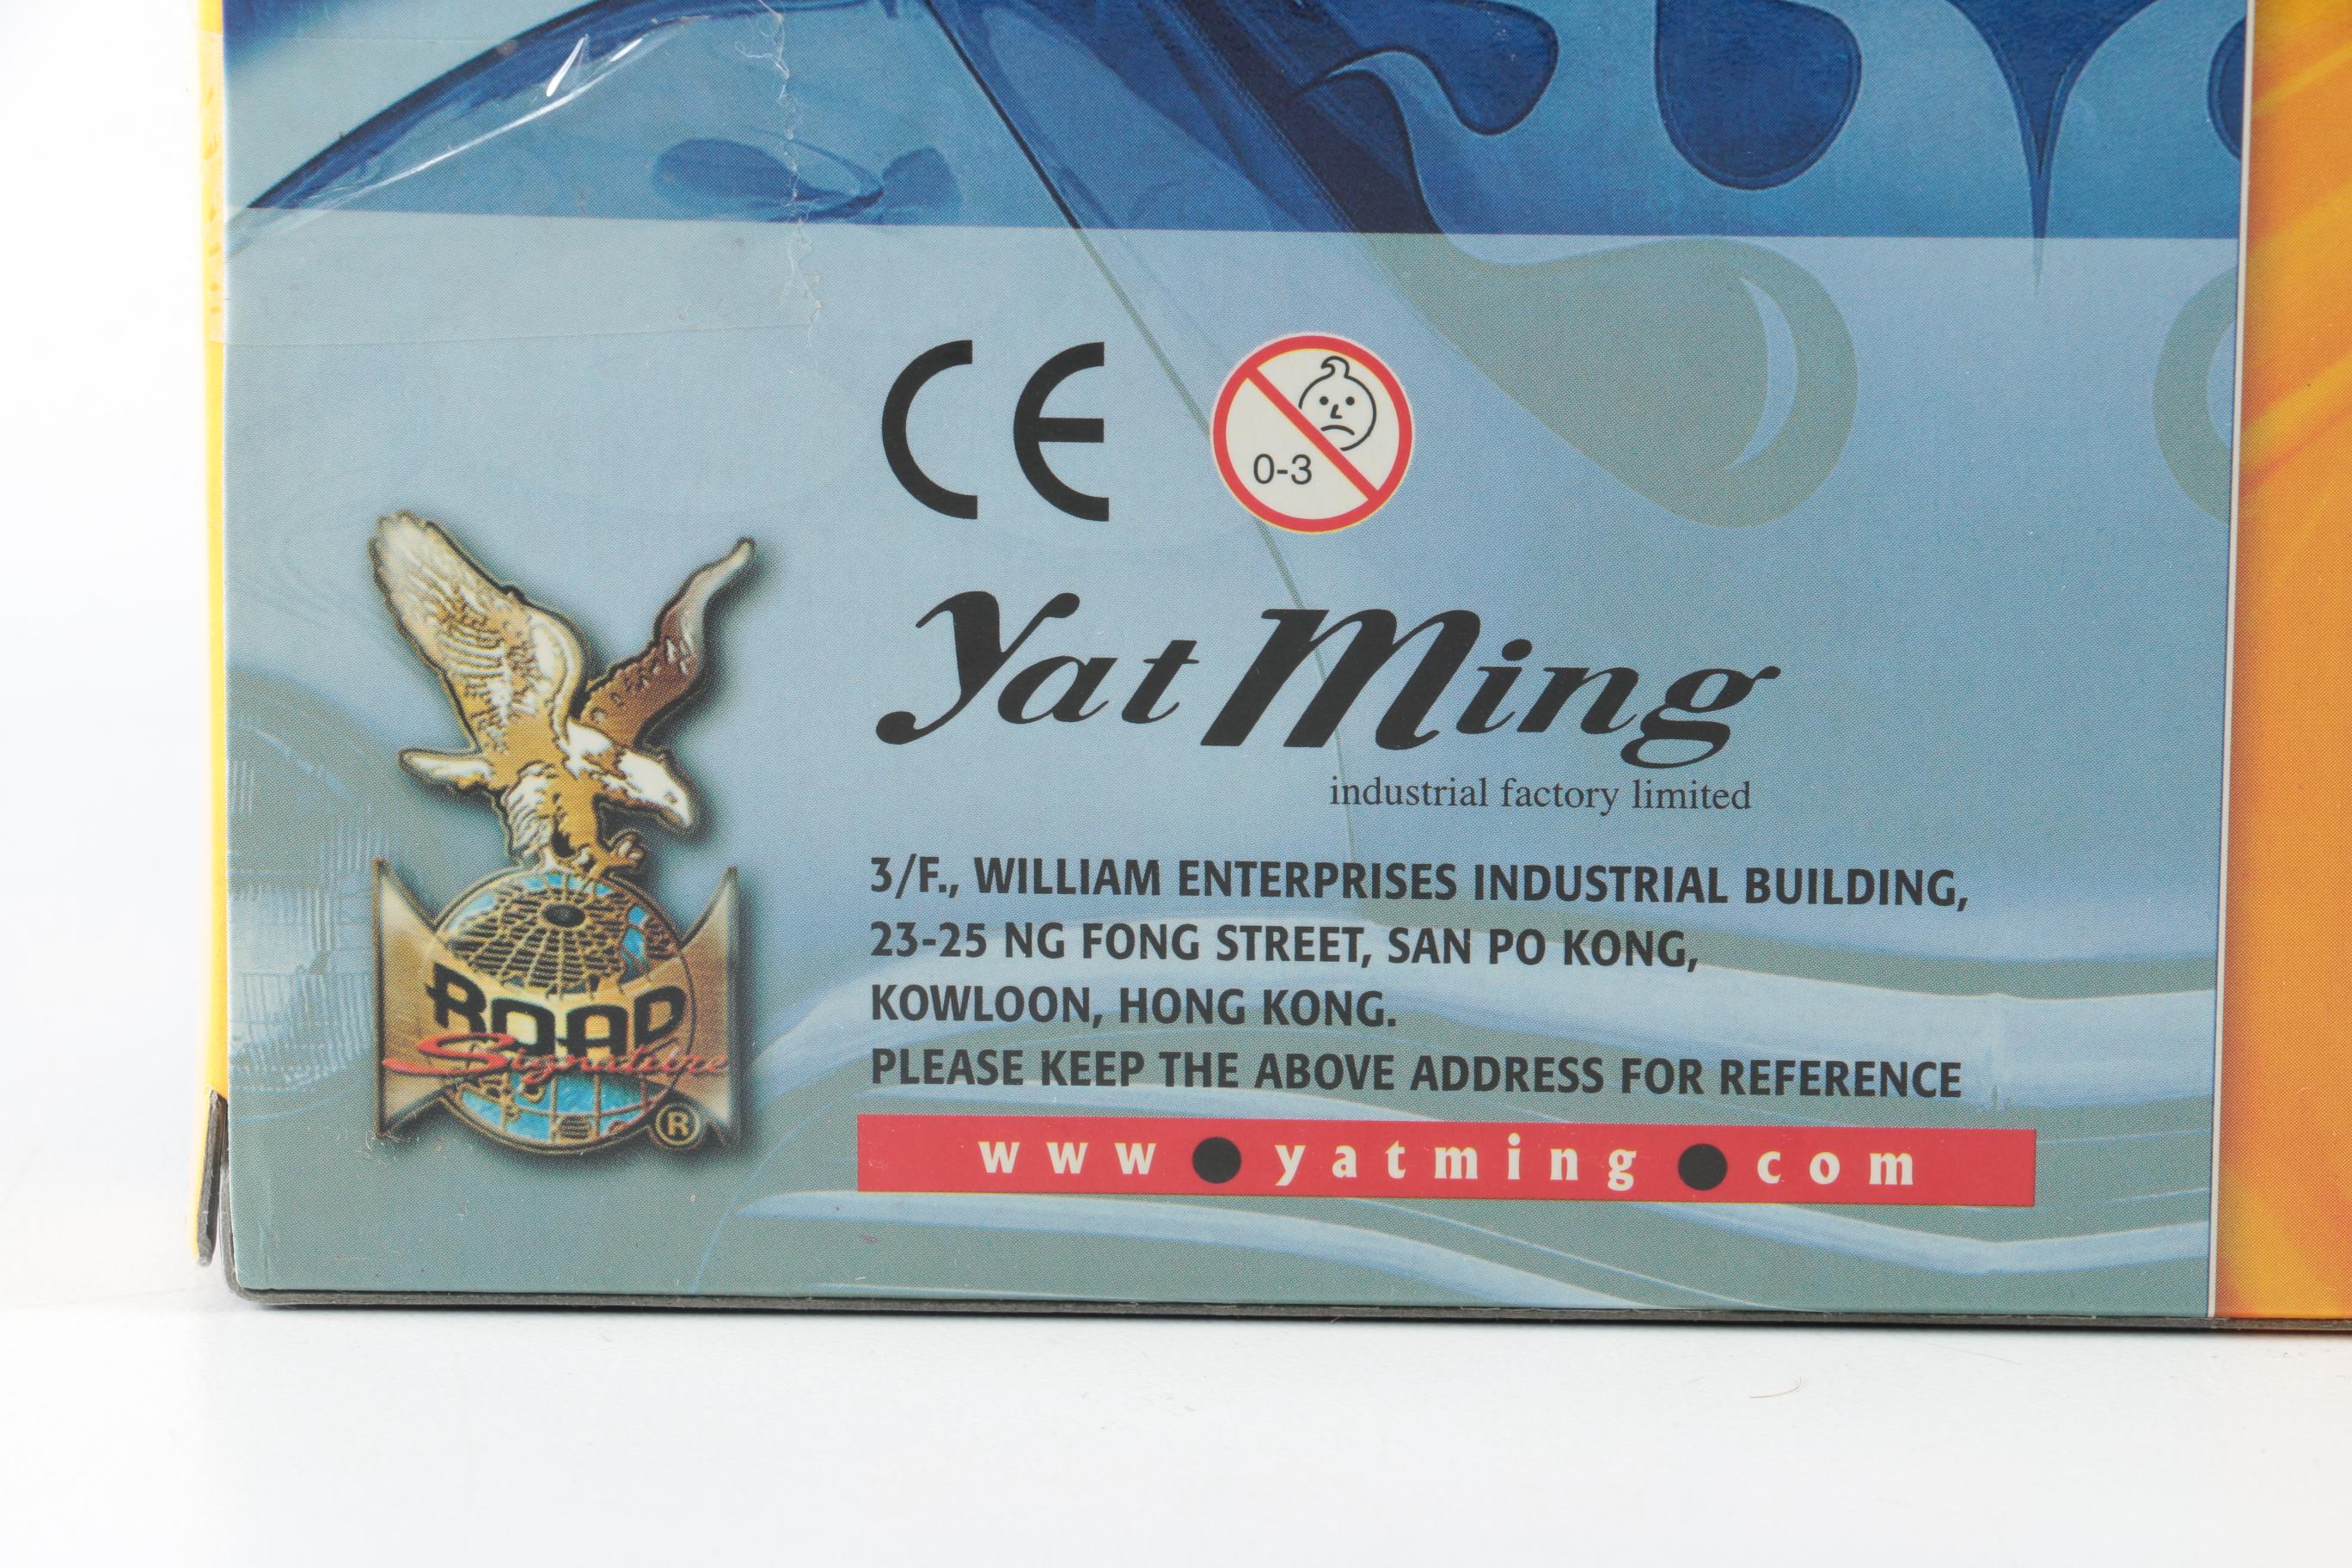 CE
0-3
Yat Ming
industrial factory limited
3/F., WILLIAM ENTERPRISES INDUSTRIAL BUILDING,
23-25 NG FONG STREET, SAN PO KONG,
KOWLOON, HONG KONG.
PLEASE KEEP THE ABOVE ADDRESS FOR REFERENCE
www●yatming●com
ROAD
Signature
®